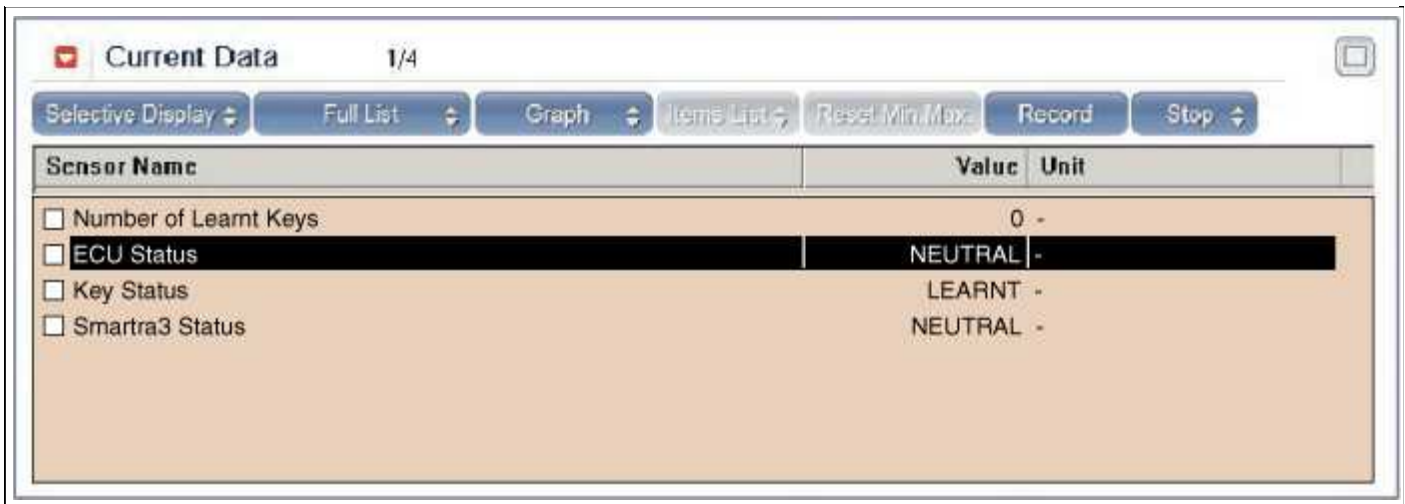 Current Data 1/4
Selective Display Full List Graph Items List Reset Min.Max. Record Stop
Sensor Name Value Unit
Number of Learnt Keys 0 -
ECU Status NEUTRAL -
Key Status LEARNT -
Smartra3 Status NEUTRAL -